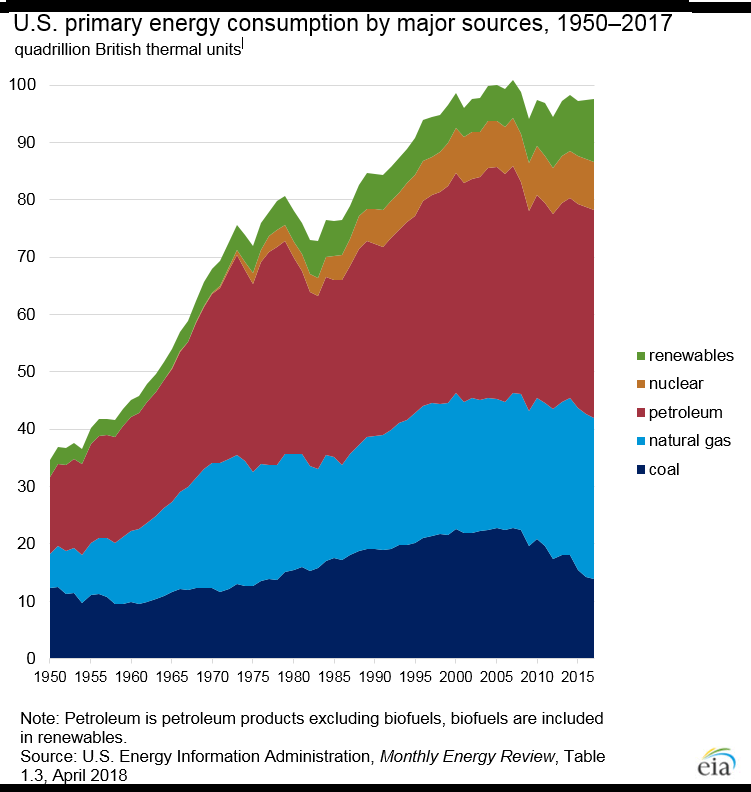 U.S. primary energy consumption by major sources, 1950–2017
quadrillion British thermal units
100
90
80
70
60
50
40
30
20
10
0
1950 1955 1960 1965 1970 1975 1980 1985 1990 1995 2000 2005 2010 2015
renewables
nuclear
petroleum
natural gas
coal
Note: Petroleum is petroleum products excluding biofuels, biofuels are included
in renewables.
Source: U.S. Energy Information Administration, Monthly Energy Review, Table
1.3, April 2018
eia